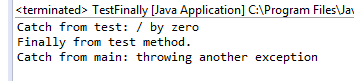 <terminated> TestFinally [Java Application] C:\Program Files\Jav
Catch from test: / by zero
Finally from test method.
Catch from main: throwing another exception